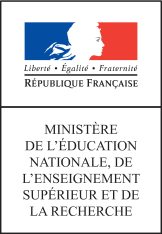 Liberté • Égalité • Fraternité
RÉPUBLIQUE FRANÇAISE
MINISTÈRE
DE L'ÉDUCATION
NATIONALE, DE
L'ENSEIGNEMENT
SUPÉRIEUR ET DE
LA RECHERCHE